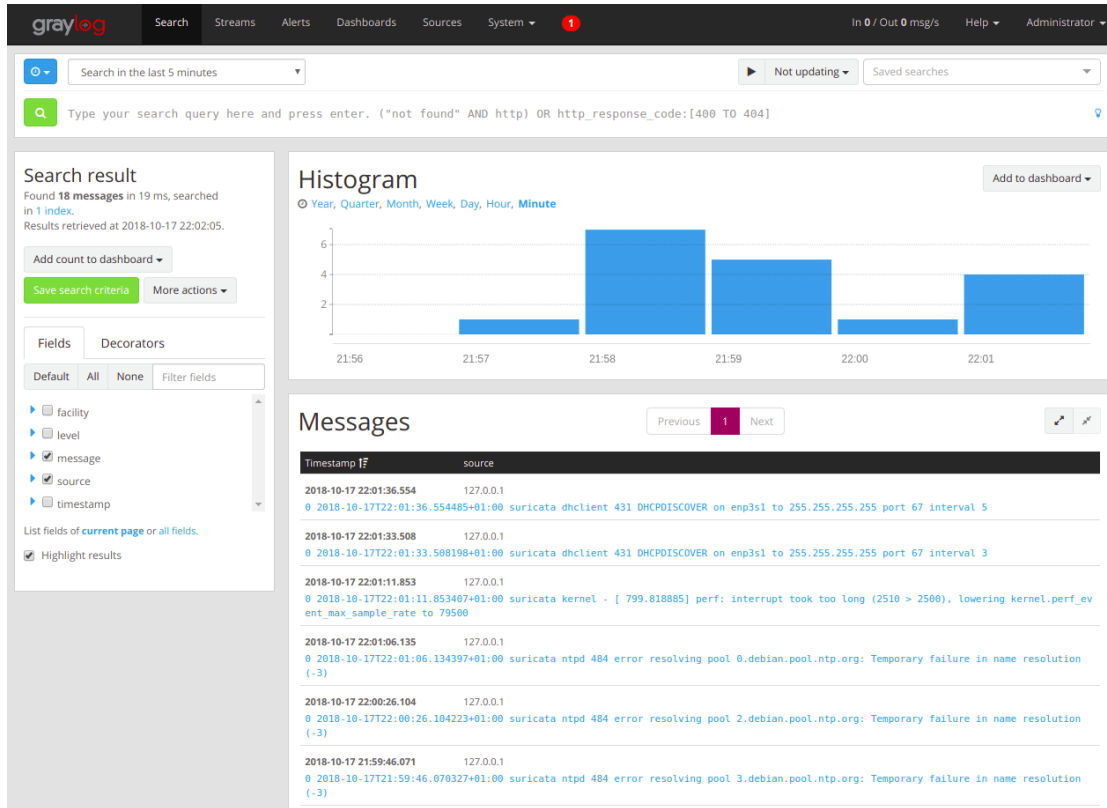 graylog Search Streams Alerts Dashboards Sources System 1 In 0 / Out 0 msg/s Help Administrator
Search in the last 5 minutes Not updating Saved searches
Type your search query here and press enter. ("not found" AND http) OR http_response_code:[400 TO 404]
Search result
Found 18 messages in 19 ms, searched
in 1 index.
Results retrieved at 2018-10-17 22:02:05.
Add count to dashboard
Save search criteria More actions
Fields Decorators
Default All None Filter fields
facility
level
message
source
timestamp
List fields of current page or all fields.
Highlight results
Histogram
Add to dashboard
Year, Quarter, Month, Week, Day, Hour, Minute
6
4
2
21:56 21:57 21:58 21:59 22:00 22:01
Messages
Previous 1 Next
Timestamp source
2018-10-17 22:01:36.554 127.0.0.1
0 2018-10-17T22:01:36.554485+01:00 suricata dhclient 431 DHCPDISCOVER on enp3s1 to 255.255.255.255 port 67 interval 5
2018-10-17 22:01:33.508 127.0.0.1
0 2018-10-17T22:01:33.508198+01:00 suricata dhclient 431 DHCPDISCOVER on enp3s1 to 255.255.255.255 port 67 interval 3
2018-10-17 22:01:11.853 127.0.0.1
0 2018-10-17T22:01:11.853407+01:00 suricata kernel - [ 799.818885] perf: interrupt took too long (2510 > 2500), lowering kernel.perf_ev
ent_max_sample_rate to 79500
2018-10-17 22:01:06.135 127.0.0.1
0 2018-10-17T22:01:06.134397+01:00 suricata ntpd 484 error resolving pool 0.debian.pool.ntp.org: Temporary failure in name resolution
(-3)
2018-10-17 22:00:26.104 127.0.0.1
0 2018-10-17T22:00:26.104223+01:00 suricata ntpd 484 error resolving pool 2.debian.pool.ntp.org: Temporary failure in name resolution
(-3)
2018-10-17 21:59:46.071 127.0.0.1
0 2018-10-17T21:59:46.070327+01:00 suricata ntpd 484 error resolving pool 3.debian.pool.ntp.org: Temporary failure in name resolution
(-3)